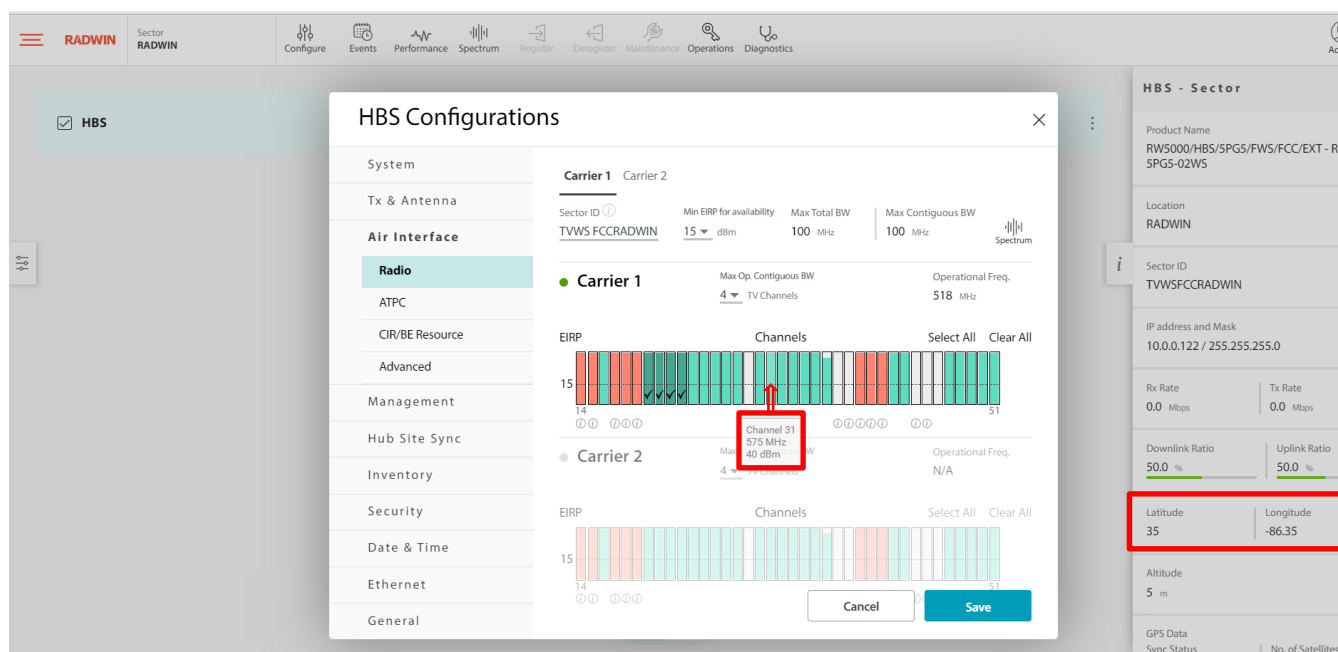 RADWIN
Sector
RADWIN
Configure
Events
Performance
Spectrum
Register
Deregister
Maintenance
Operations
Diagnostics
HBS
HBS Configurations
System
Tx & Antenna
Air Interface
Radio
ATPC
CIR/BE Resource
Advanced
Management
Hub Site Sync
Inventory
Security
Date & Time
Ethernet
General
Carrier 1 Carrier 2
Sector ID
TVWS FCCRADWIN
Min EIRP for availability
15 dBm
Max Total BW
100 MHz
Max Contiguous BW
100 MHz
Spectrum
Carrier 1
Max Op. Contiguous BW
4 TV Channels
Operational Freq.
518 MHz
EIRP
Channels
Select All Clear All
15
14
51
Channel 31
575 MHz
40 dBm
Carrier 2
4
Operational Freq.
N/A
EIRP
Channels
Select All Clear All
15
14
51
Cancel
Save
i
HBS - Sector
Product Name
RW5000/HBS/5PG5/FWS/FCC/EXT - R
5PG5-02WS
Location
RADWIN
Sector ID
TVWSFCCRADWIN
IP address and Mask
10.0.0.122 / 255.255.255.0
Rx Rate
0.0 Mbps
Tx Rate
0.0 Mbps
Downlink Ratio
50.0 %
Uplink Ratio
50.0 %
Latitude
35
Longitude
-86.35
Altitude
5 m
GPS Data
Sync Status
No. of Satellites